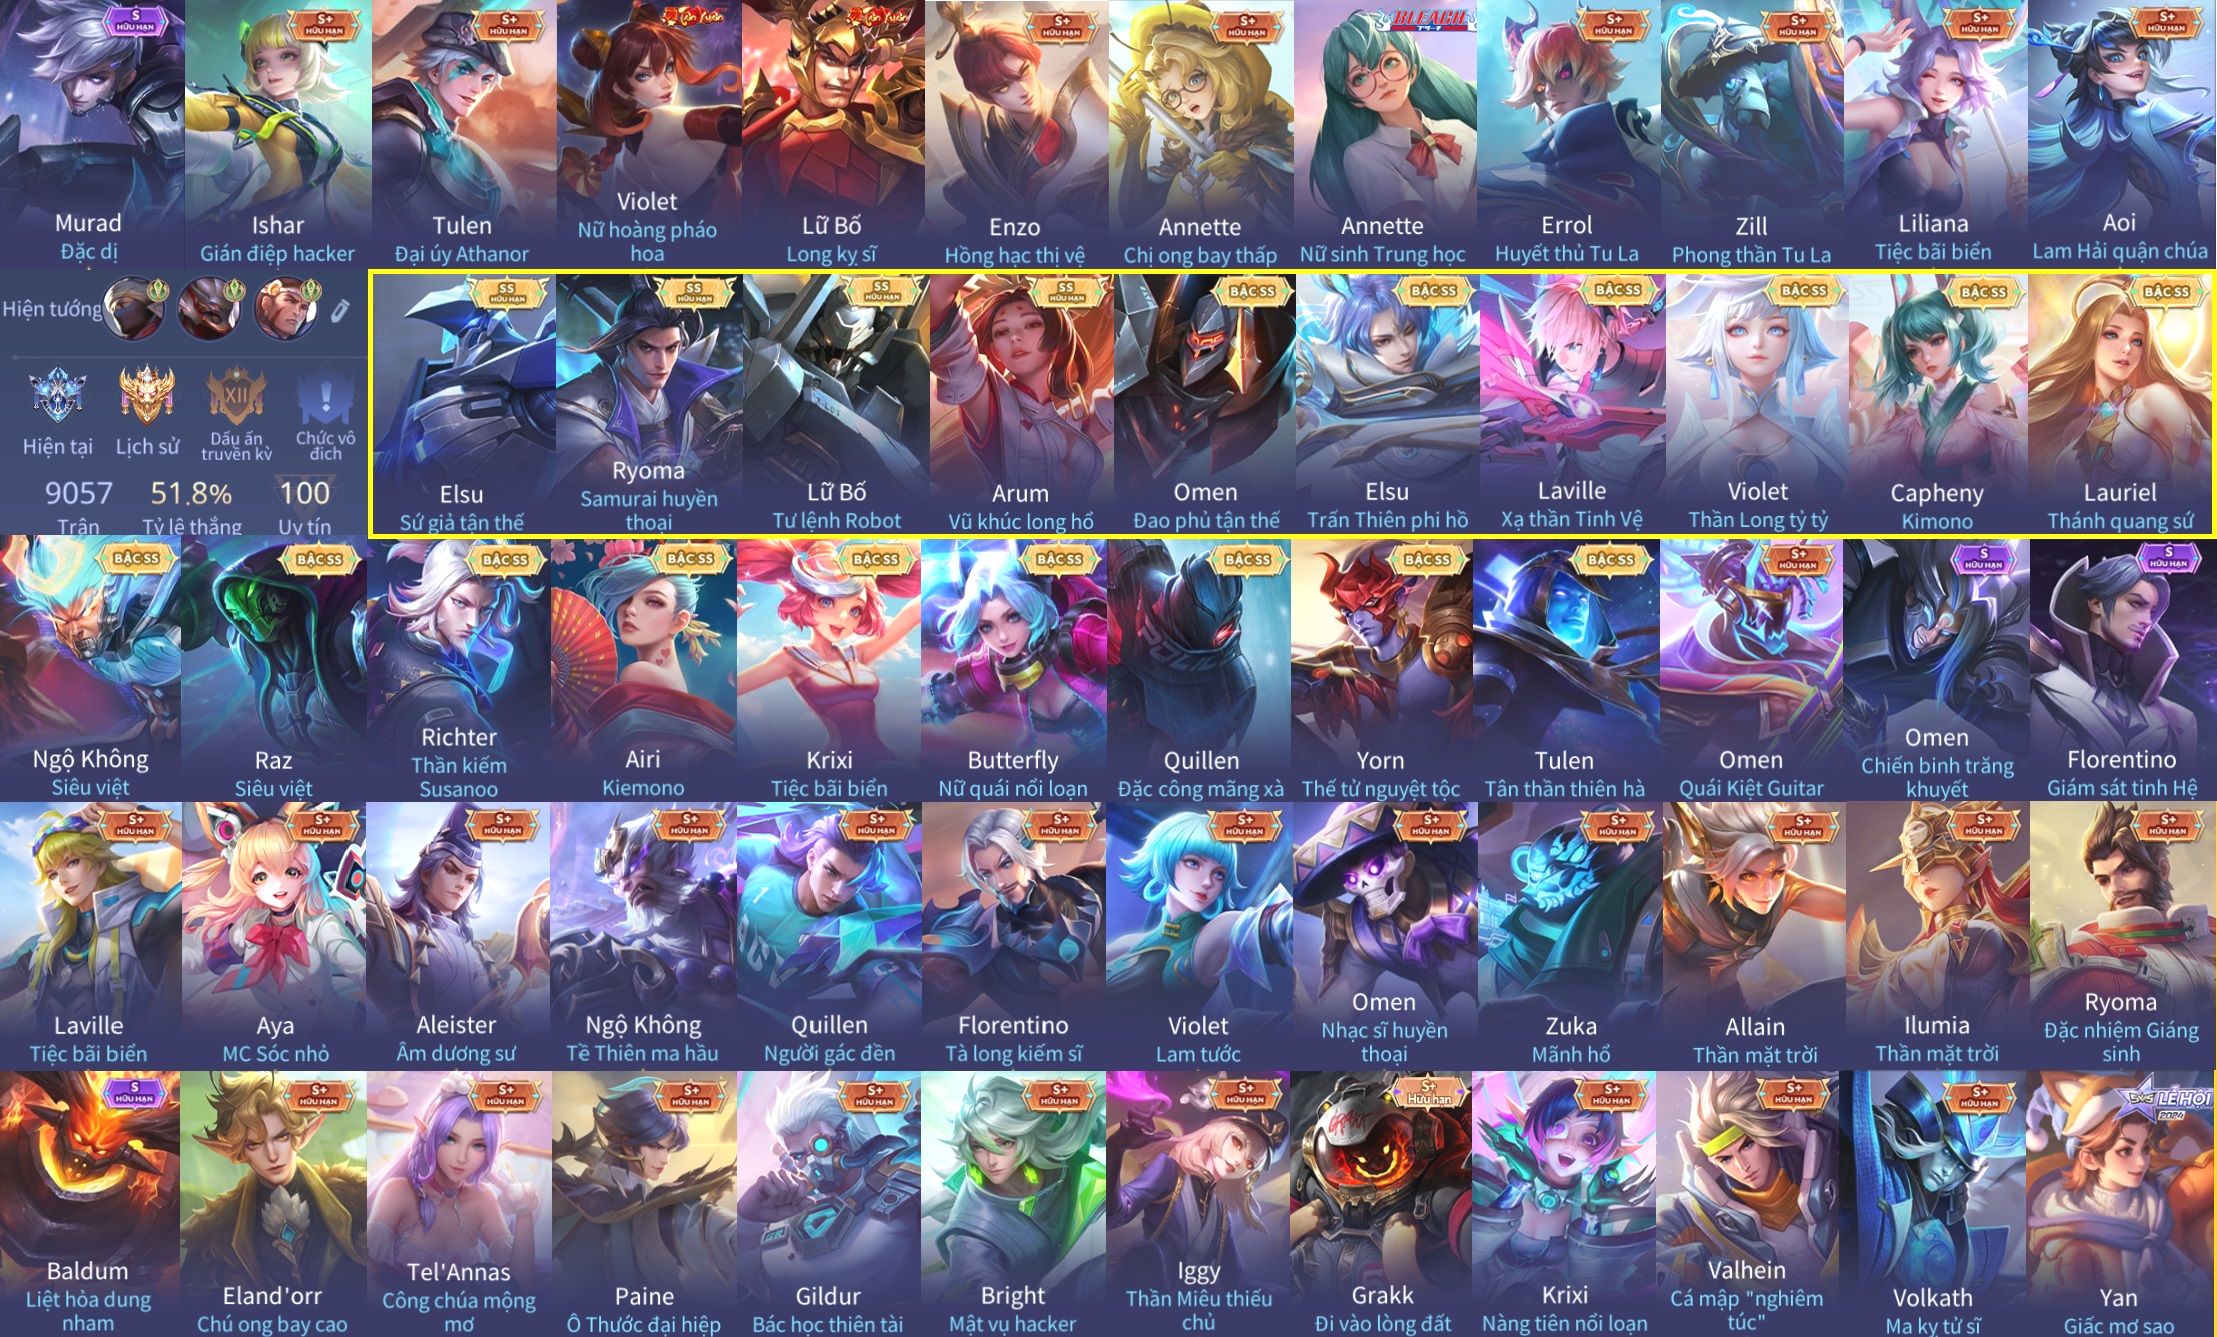 S
HỮU HẠN
Murad
Đặc dị
S+
HỮU HẠN
Ishar
Gián điệp hacker
S+
HỮU HẠN
Tulen
Đại úy Athanor
Tân Xuân
Violet
Nữ hoàng pháo
hoa
Tân Xuân
Lữ Bố
Long kỵ sĩ
S+
HỮU HẠN
Enzo
Hồng hạc thị vệ
S+
HỮU HẠN
Annette
Chị ong bay thấp
BLEACH
Annette
Nữ sinh Trung học
S+
HỮU HẠN
Errol
Huyết thủ Tu La
S+
HỮU HẠN
Zill
Phong thần Tu La
S+
HỮU HẠN
Liliana
Tiệc bãi biển
S+
HỮU HẠN
Aoi
Lam Hải quận chúa
Hiện tướng
XII
Hiện tại
Lịch sử
Dấu ấn
truyền kỳ
Chức vô
đich
9057
51.8%
100
Trận
Tỷ lệ thắng
Uy tín
SS
HỮU HẠN
Elsu
Sứ giả tận thế
SS
HỮU HẠN
Ryoma
Samurai huyền
thoại
SS
HỮU HẠN
Lữ Bố
Tư lệnh Robot
SS
HỮU HẠN
Arum
Vũ khúc long hổ
BẬC SS
Omen
Đao phủ tận thế
BẬC SS
Elsu
Trấn Thiên phi hồ
BẬC SS
Laville
Xạ thần Tinh Vệ
BẬC SS
Violet
Thần Long tỷ tỷ
BẬC SS
Capheny
Kimono
BẬC SS
Lauriel
Thánh quang sứ
BẬC SS
Ngộ Không
Siêu việt
BẬC SS
Raz
Siêu việt
BẬC SS
Richter
Thần kiếm
Susanoo
BẬC SS
Airi
Kiemono
BẬC SS
Krixi
Tiệc bãi biển
BẬC SS
Butterfly
Nữ quái nổi loạn
BẬC SS
POLICE
Quillen
Đặc công mãng xà
BẬC SS
Yorn
Thế tử nguyệt tộc
BẬC SS
Tulen
Tân thần thiên hà
S+
HỮU HẠN
Omen
Quái Kiệt Guitar
S
HỮU HẠN
Omen
Chiến binh trăng
khuyết
S
HỮU HẠN
Florentino
Giám sát tinh Hệ
S+
HỮU HẠN
Laville
Tiệc bãi biển
S+
HỮU HẠN
Aya
MC Sóc nhỏ
S+
HỮU HẠN
Aleister
Âm dương sư
S+
HỮU HẠN
Ngộ Không
Tề Thiên ma hầu
S+
HỮU HẠN
Quillen
Người gác đền
S+
HỮU HẠN
Florentino
Tà long kiếm sĩ
S+
HỮU HẠN
Violet
Lam tước
S+
HỮU HẠN
Omen
Nhạc sĩ huyền
thoại
S+
HỮU HẠN
Zuka
Mãnh hổ
S+
HỮU HẠN
Allain
Thần mặt trời
S+
HỮU HẠN
Ilumia
Thần mặt trời
S+
HỮU HẠN
Ryoma
Đặc nhiệm Giáng
sinh
S
HỮU HẠN
Baldum
Liệt hỏa dung
nham
S+
HỮU HẠN
Eland'orr
Chú ong bay cao
S+
HỮU HẠN
Tel'Annas
Công chúa mộng
mơ
S+
HỮU HẠN
Paine
Ô Thước đại hiệp
S+
HỮU HẠN
Gildur
Bác học thiên tài
S+
HỮU HẠN
Bright
Mật vụ hacker
S+
HỮU HẠN
Iggy
Thần Miêu thiếu
chủ
S+
Hữu hạn
Grakk
Đi vào lòng đất
S+
HỮU HẠN
Krixi
Nàng tiên nổi loạn
S+
HỮU HẠN
Valhein
Cá mập "nghiêm
túc"
S+
HỮU HẠN
Volkath
Ma kỵ tử sĩ
5v5 LỄ HỘI
2024
Yan
Giấc mơ sao